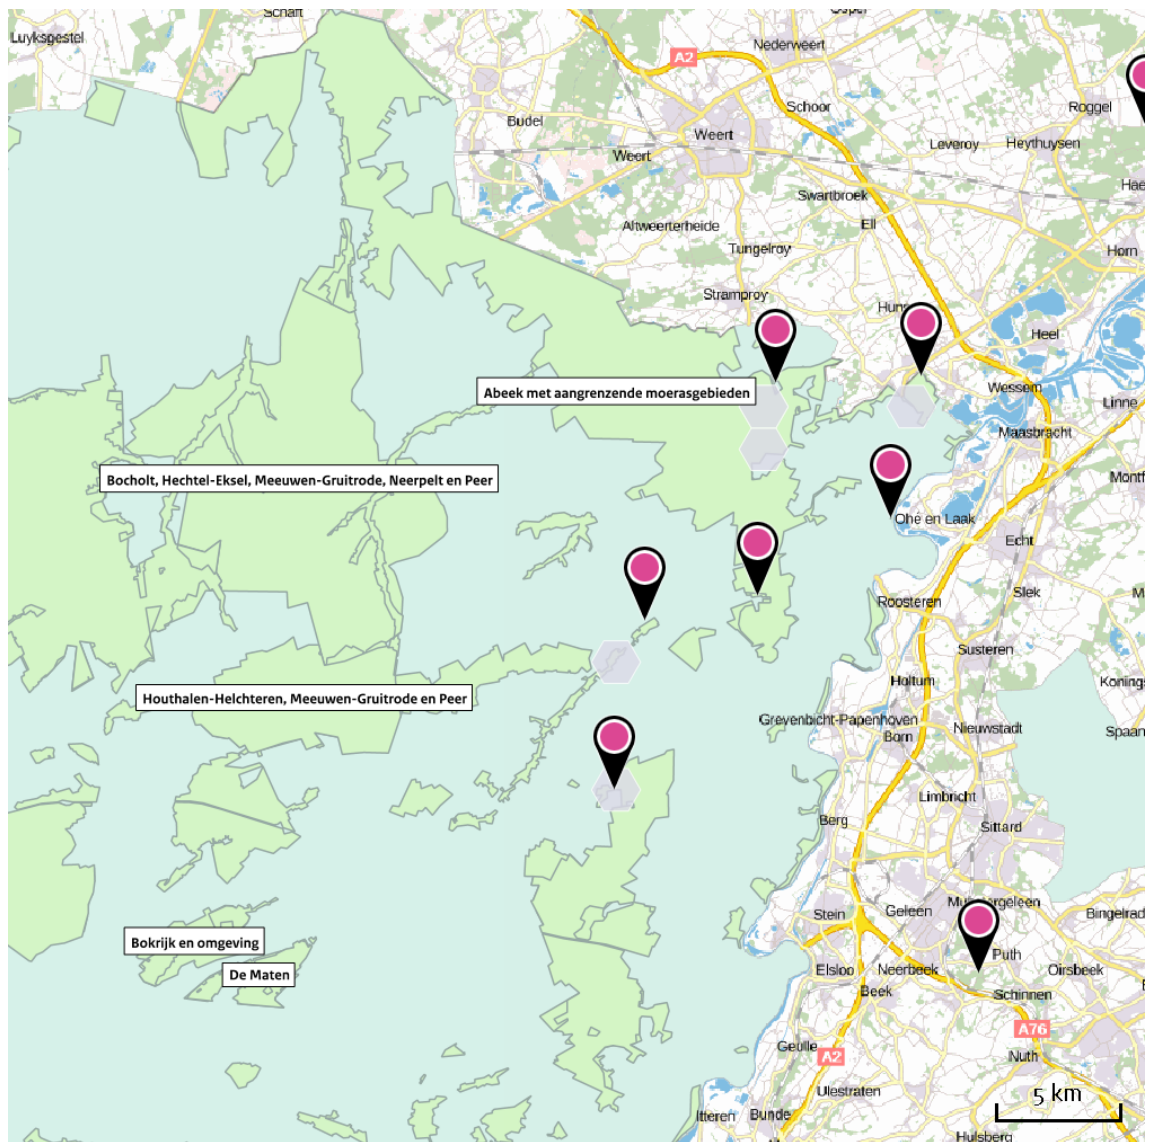 Schaft
Luyksgestel
Nederweert
A2
Schoor
Roggel
Budel
Weert
Leveroy
Heythuysen
Weert
Hae
Swartbroek
Altweerterheide
Ell
Tungelroy
Horn
Stramproy
Huns
Heel
Abeek met aangrenzende moerasgebieden
Wessem
Linne
Maasbracht
Bocholt, Hechtel-Eksel, Meeuwen-Gruitrode, Neerpelt en Peer
Montf
Ohé en Laak
Echt
Slek
M
Roosteren
Susteren
Holtum
Konings
Houthalen-Helchteren, Meeuwen-Gruitrode en Peer
Grevenbicht-Papenhoven
Nieuwstadt
Born
Spaan
Limbricht
Berg
Sittard
Stein
Geleen
Bingelrad
Bokrijk en omgeving
Puth
De Maten
Elsloo
Neerbeek
Oirsbeek
Beek
Schinnen
A76
Geulle
A2
Nuth
Ulestraten
5 km
Itteren
Bunde
Hulsberg